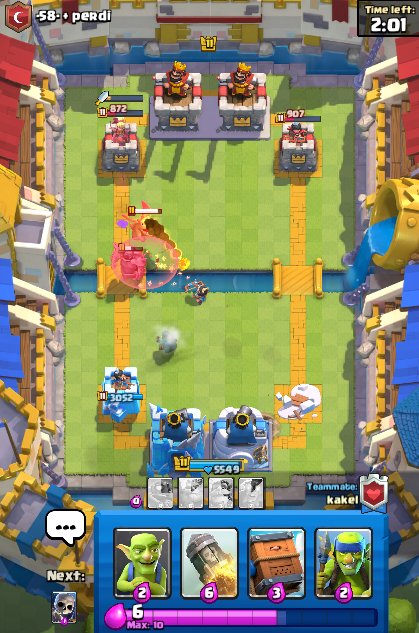 -58-+ perdi
Time left:
2:01
872
907
3052
5549
Teammate:
kakel
0
Next:
2
6
3
2
6
Max: 10